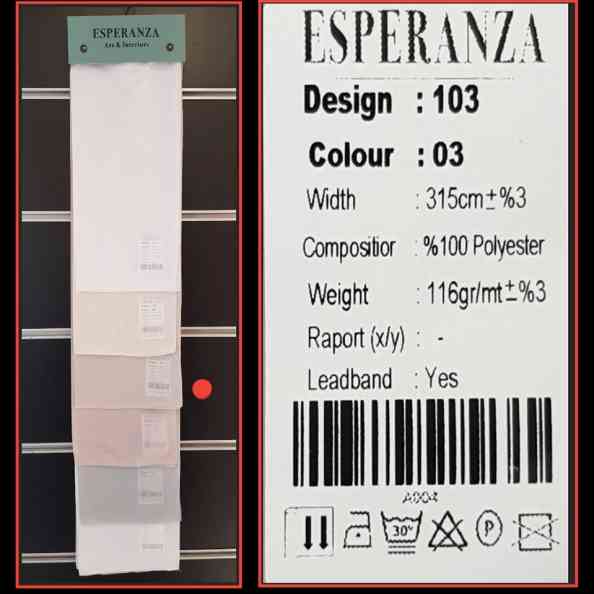 ESPERANZA
Art & Interiors
ESPERANZA
Design : 103
Colour : 03
Width : 315cm±%3
Composition : %100 Polyester
Weight : 116gr/mt±%3
Raport (x/y) : -
Leadband : Yes
A004
30°
P